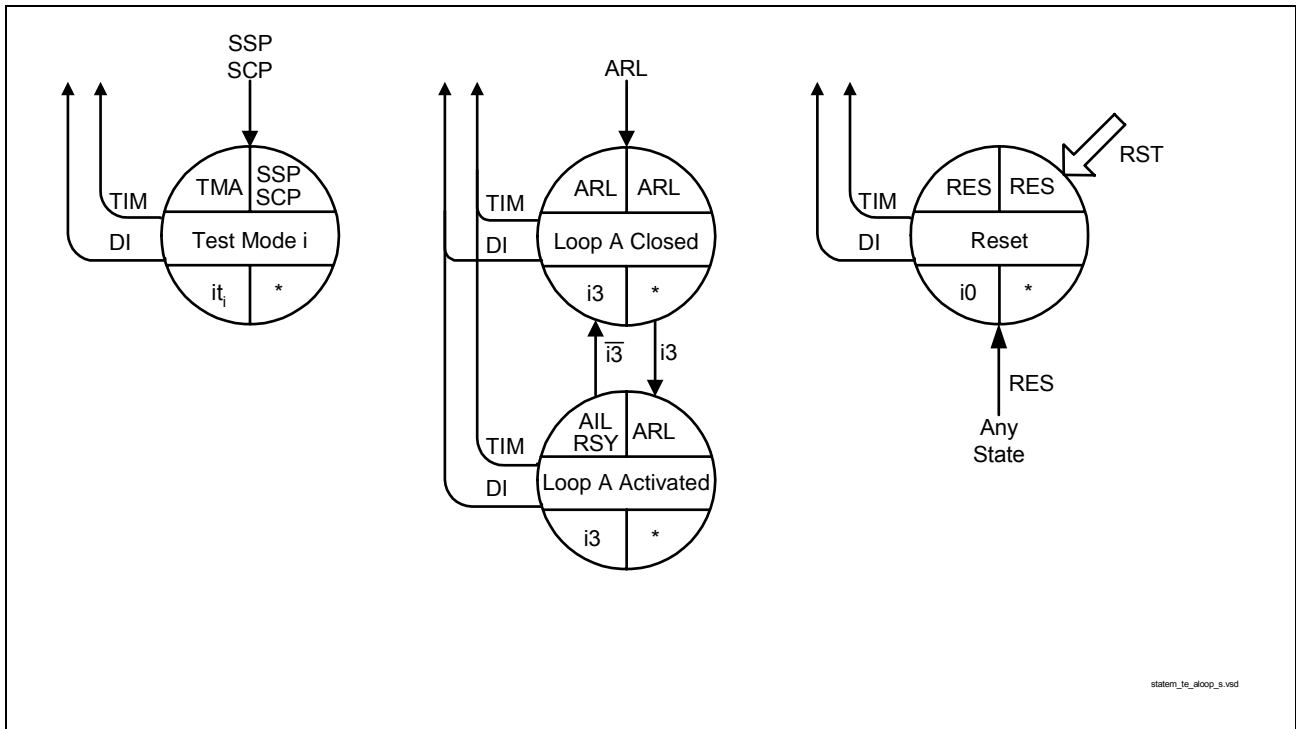 SSP
SCP
TMA
SSP
SCP
TIM
DI
Test Mode i
itᵢ
*
ARL
ARL
ARL
TIM
DI
Loop A Closed
i3
*
i̅3̅
i3
AIL
RSY
ARL
TIM
DI
Loop A Activated
i3
*
RST
RES
RES
TIM
DI
Reset
i0
*
RES
Any
State
statem_te_aloop_s.vsd